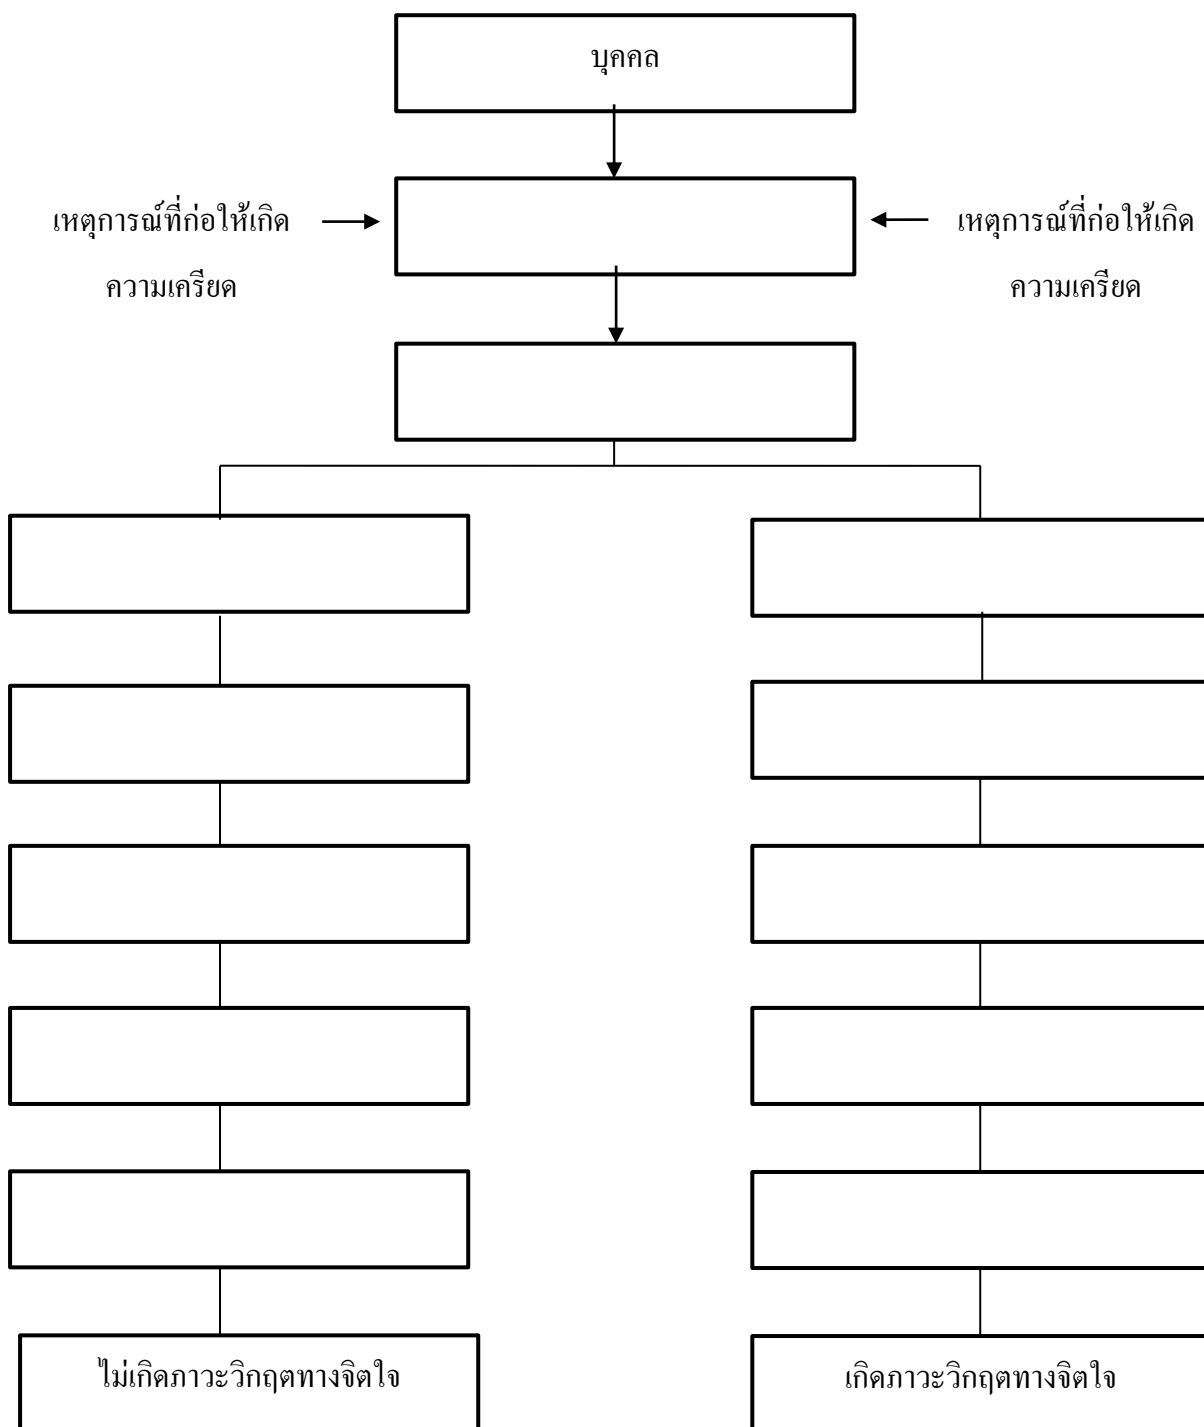 บุคคล
เหตุการณ์ที่ก่อให้เกิด
ความเครียด
เหตุการณ์ที่ก่อให้เกิด
ความเครียด
ไม่เกิดภาวะวิกฤตทางจิตใจ
เกิดภาวะวิกฤตทางจิตใจ